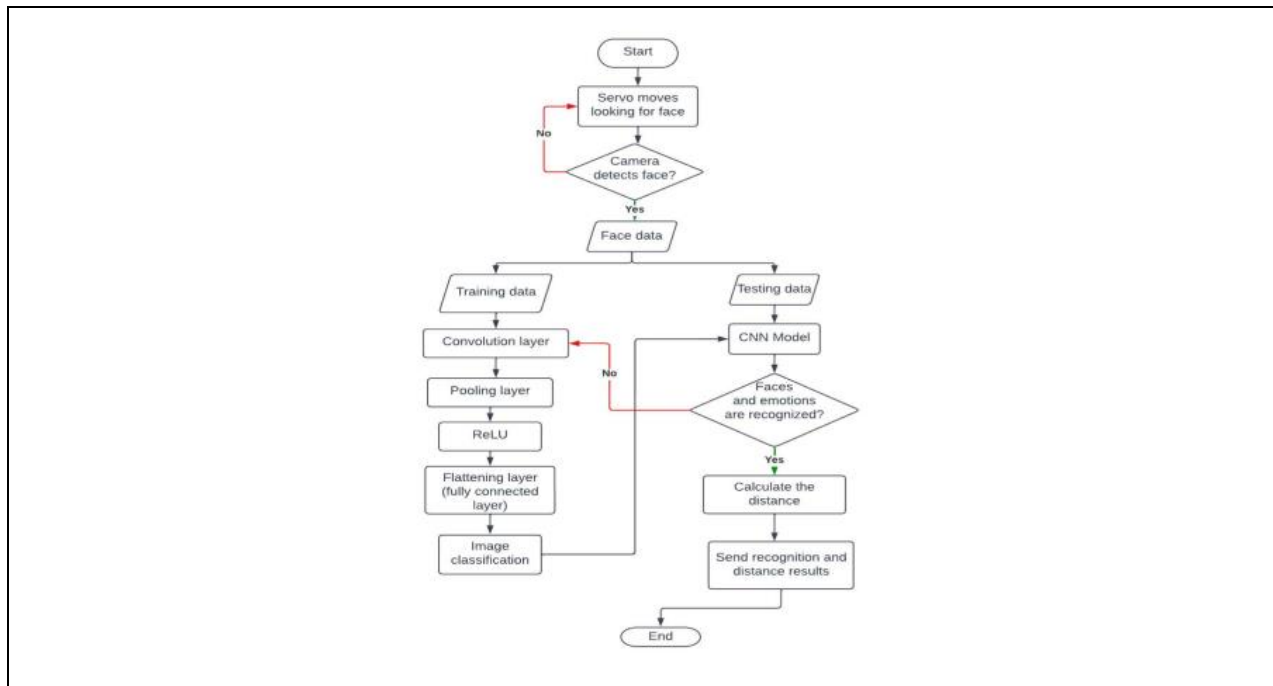 Start
Servo moves
looking for face
No
Camera
detects face?
Yes
Face data
Training data
Testing data
Convolution layer
CNN Model
No
Pooling layer
Faces
and emotions
are recognized?
ReLU
Yes
Flattening layer
(fully connected
layer)
Calculate the
distance
Image
classification
Send recognition and
distance results
End